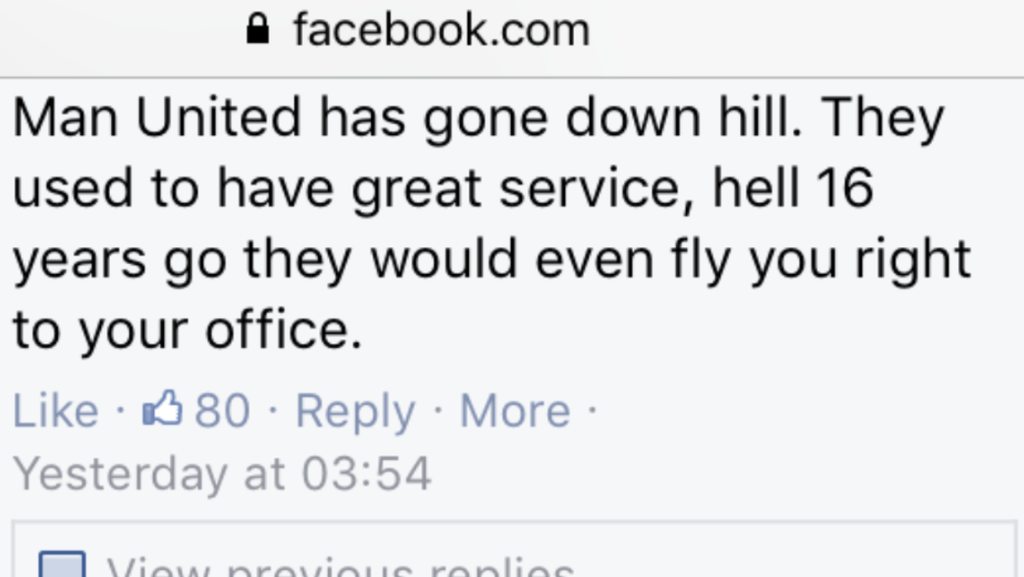 facebook.com
Man United has gone down hill. They
used to have great service, hell 16
years go they would even fly you right
to your office.
Like · 80 · Reply · More ·
Yesterday at 03:54
View previous replies